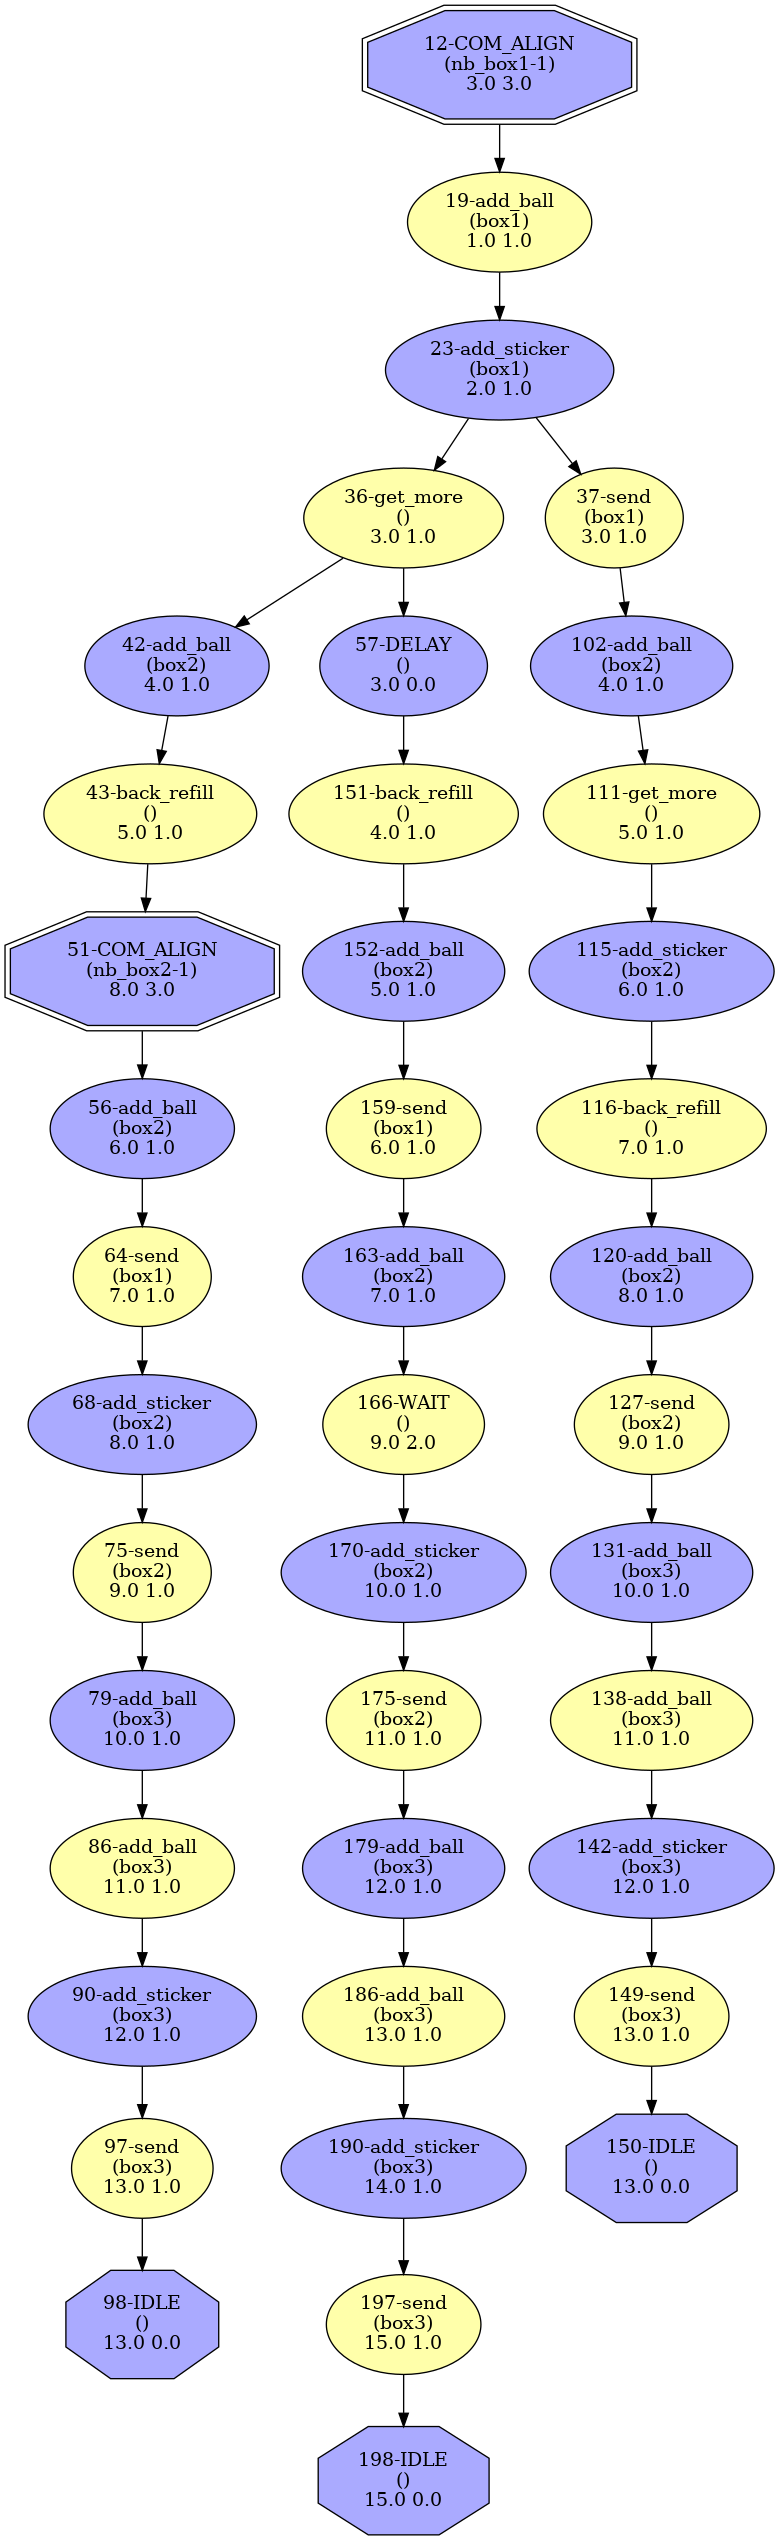 12-COM_ALIGN
(nb_box1-1)
3.0 3.0
19-add_ball
(box1)
1.0 1.0
23-add_sticker
(box1)
2.0 1.0
36-get_more
()
3.0 1.0
37-send
(box1)
3.0 1.0
42-add_ball
(box2)
4.0 1.0
57-DELAY
()
3.0 0.0
102-add_ball
(box2)
4.0 1.0
43-back_refill
()
5.0 1.0
151-back_refill
()
4.0 1.0
111-get_more
()
5.0 1.0
51-COM_ALIGN
(nb_box2-1)
8.0 3.0
152-add_ball
(box2)
5.0 1.0
115-add_sticker
(box2)
6.0 1.0
56-add_ball
(box2)
6.0 1.0
159-send
(box1)
6.0 1.0
116-back_refill
()
7.0 1.0
64-send
(box1)
7.0 1.0
163-add_ball
(box2)
7.0 1.0
120-add_ball
(box2)
8.0 1.0
68-add_sticker
(box2)
8.0 1.0
166-WAIT
()
9.0 2.0
127-send
(box2)
9.0 1.0
75-send
(box2)
9.0 1.0
170-add_sticker
(box2)
10.0 1.0
131-add_ball
(box3)
10.0 1.0
79-add_ball
(box3)
10.0 1.0
175-send
(box2)
11.0 1.0
138-add_ball
(box3)
11.0 1.0
86-add_ball
(box3)
11.0 1.0
179-add_ball
(box3)
12.0 1.0
142-add_sticker
(box3)
12.0 1.0
90-add_sticker
(box3)
12.0 1.0
186-add_ball
(box3)
13.0 1.0
149-send
(box3)
13.0 1.0
97-send
(box3)
13.0 1.0
190-add_sticker
(box3)
14.0 1.0
150-IDLE
()
13.0 0.0
98-IDLE
()
13.0 0.0
197-send
(box3)
15.0 1.0
198-IDLE
()
15.0 0.0